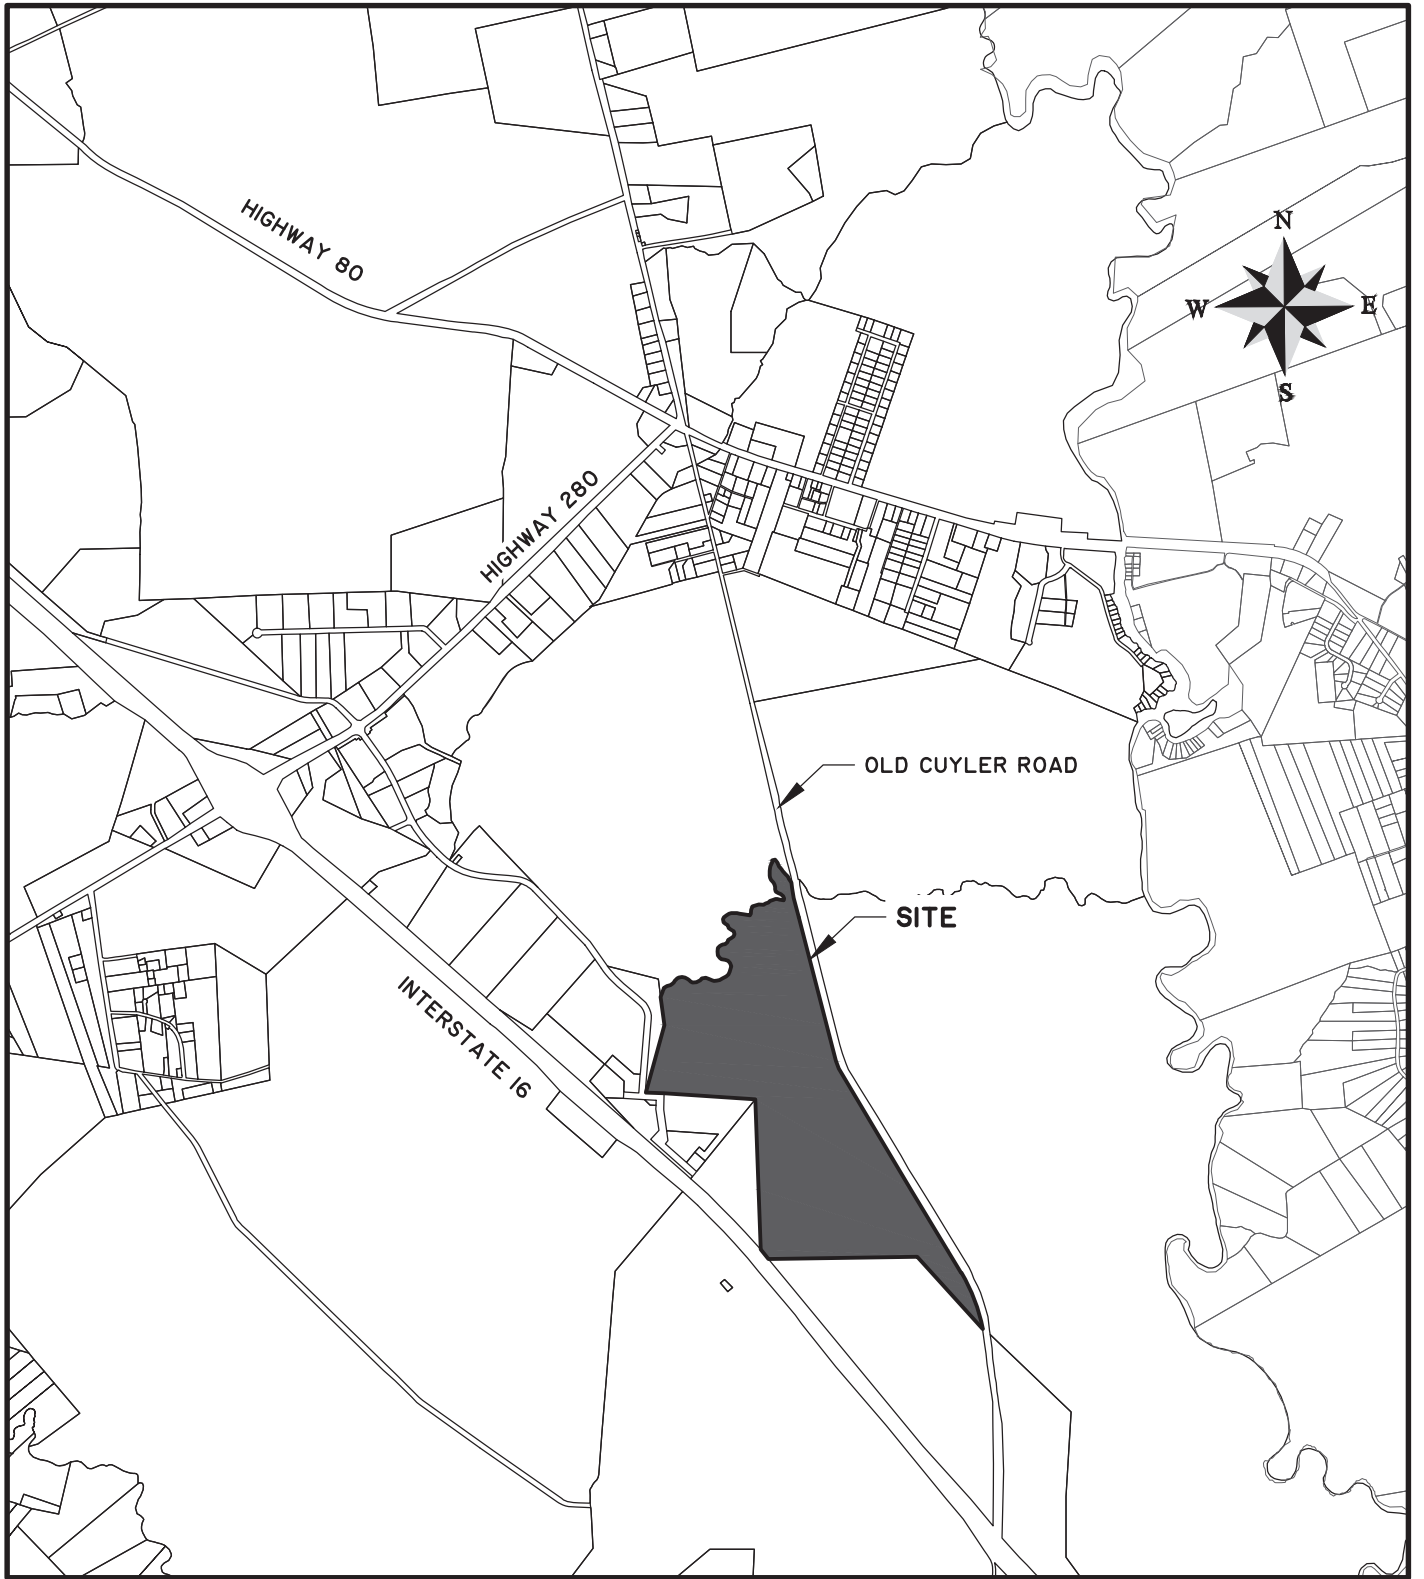 HIGHWAY 80
N
W
E
S
HIGHWAY 280
OLD CUYLER ROAD
SITE
INTERSTATE 16